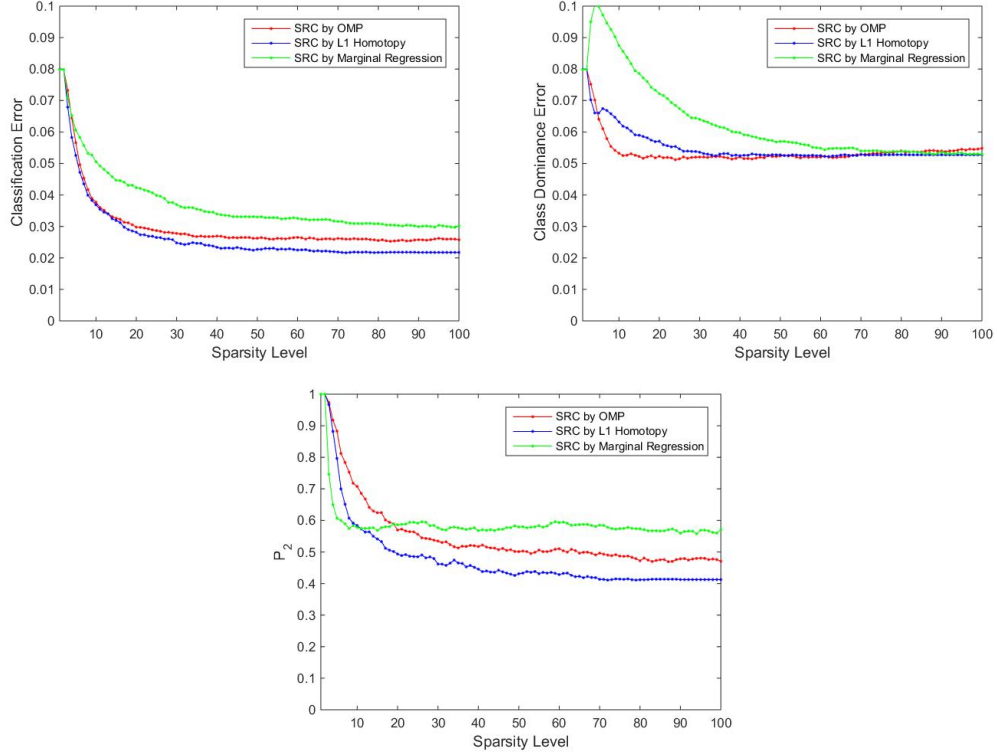 0.1
0.09
0.08
0.07
0.06
0.05
0.04
0.03
0.02
0.01
0
Classification Error
SRC by OMP
SRC by L1 Homotopy
SRC by Marginal Regression
10 20 30 40 50 60 70 80 90 100
Sparsity Level
0.1
0.09
0.08
0.07
0.06
0.05
0.04
0.03
0.02
0.01
0
Class Dominance Error
SRC by OMP
SRC by L1 Homotopy
SRC by Marginal Regression
10 20 30 40 50 60 70 80 90 100
Sparsity Level
1
0.9
0.8
0.7
0.6
0.5
0.4
0.3
0.2
0.1
0
P2
SRC by OMP
SRC by L1 Homotopy
SRC by Marginal Regression
10 20 30 40 50 60 70 80 90 100
Sparsity Level